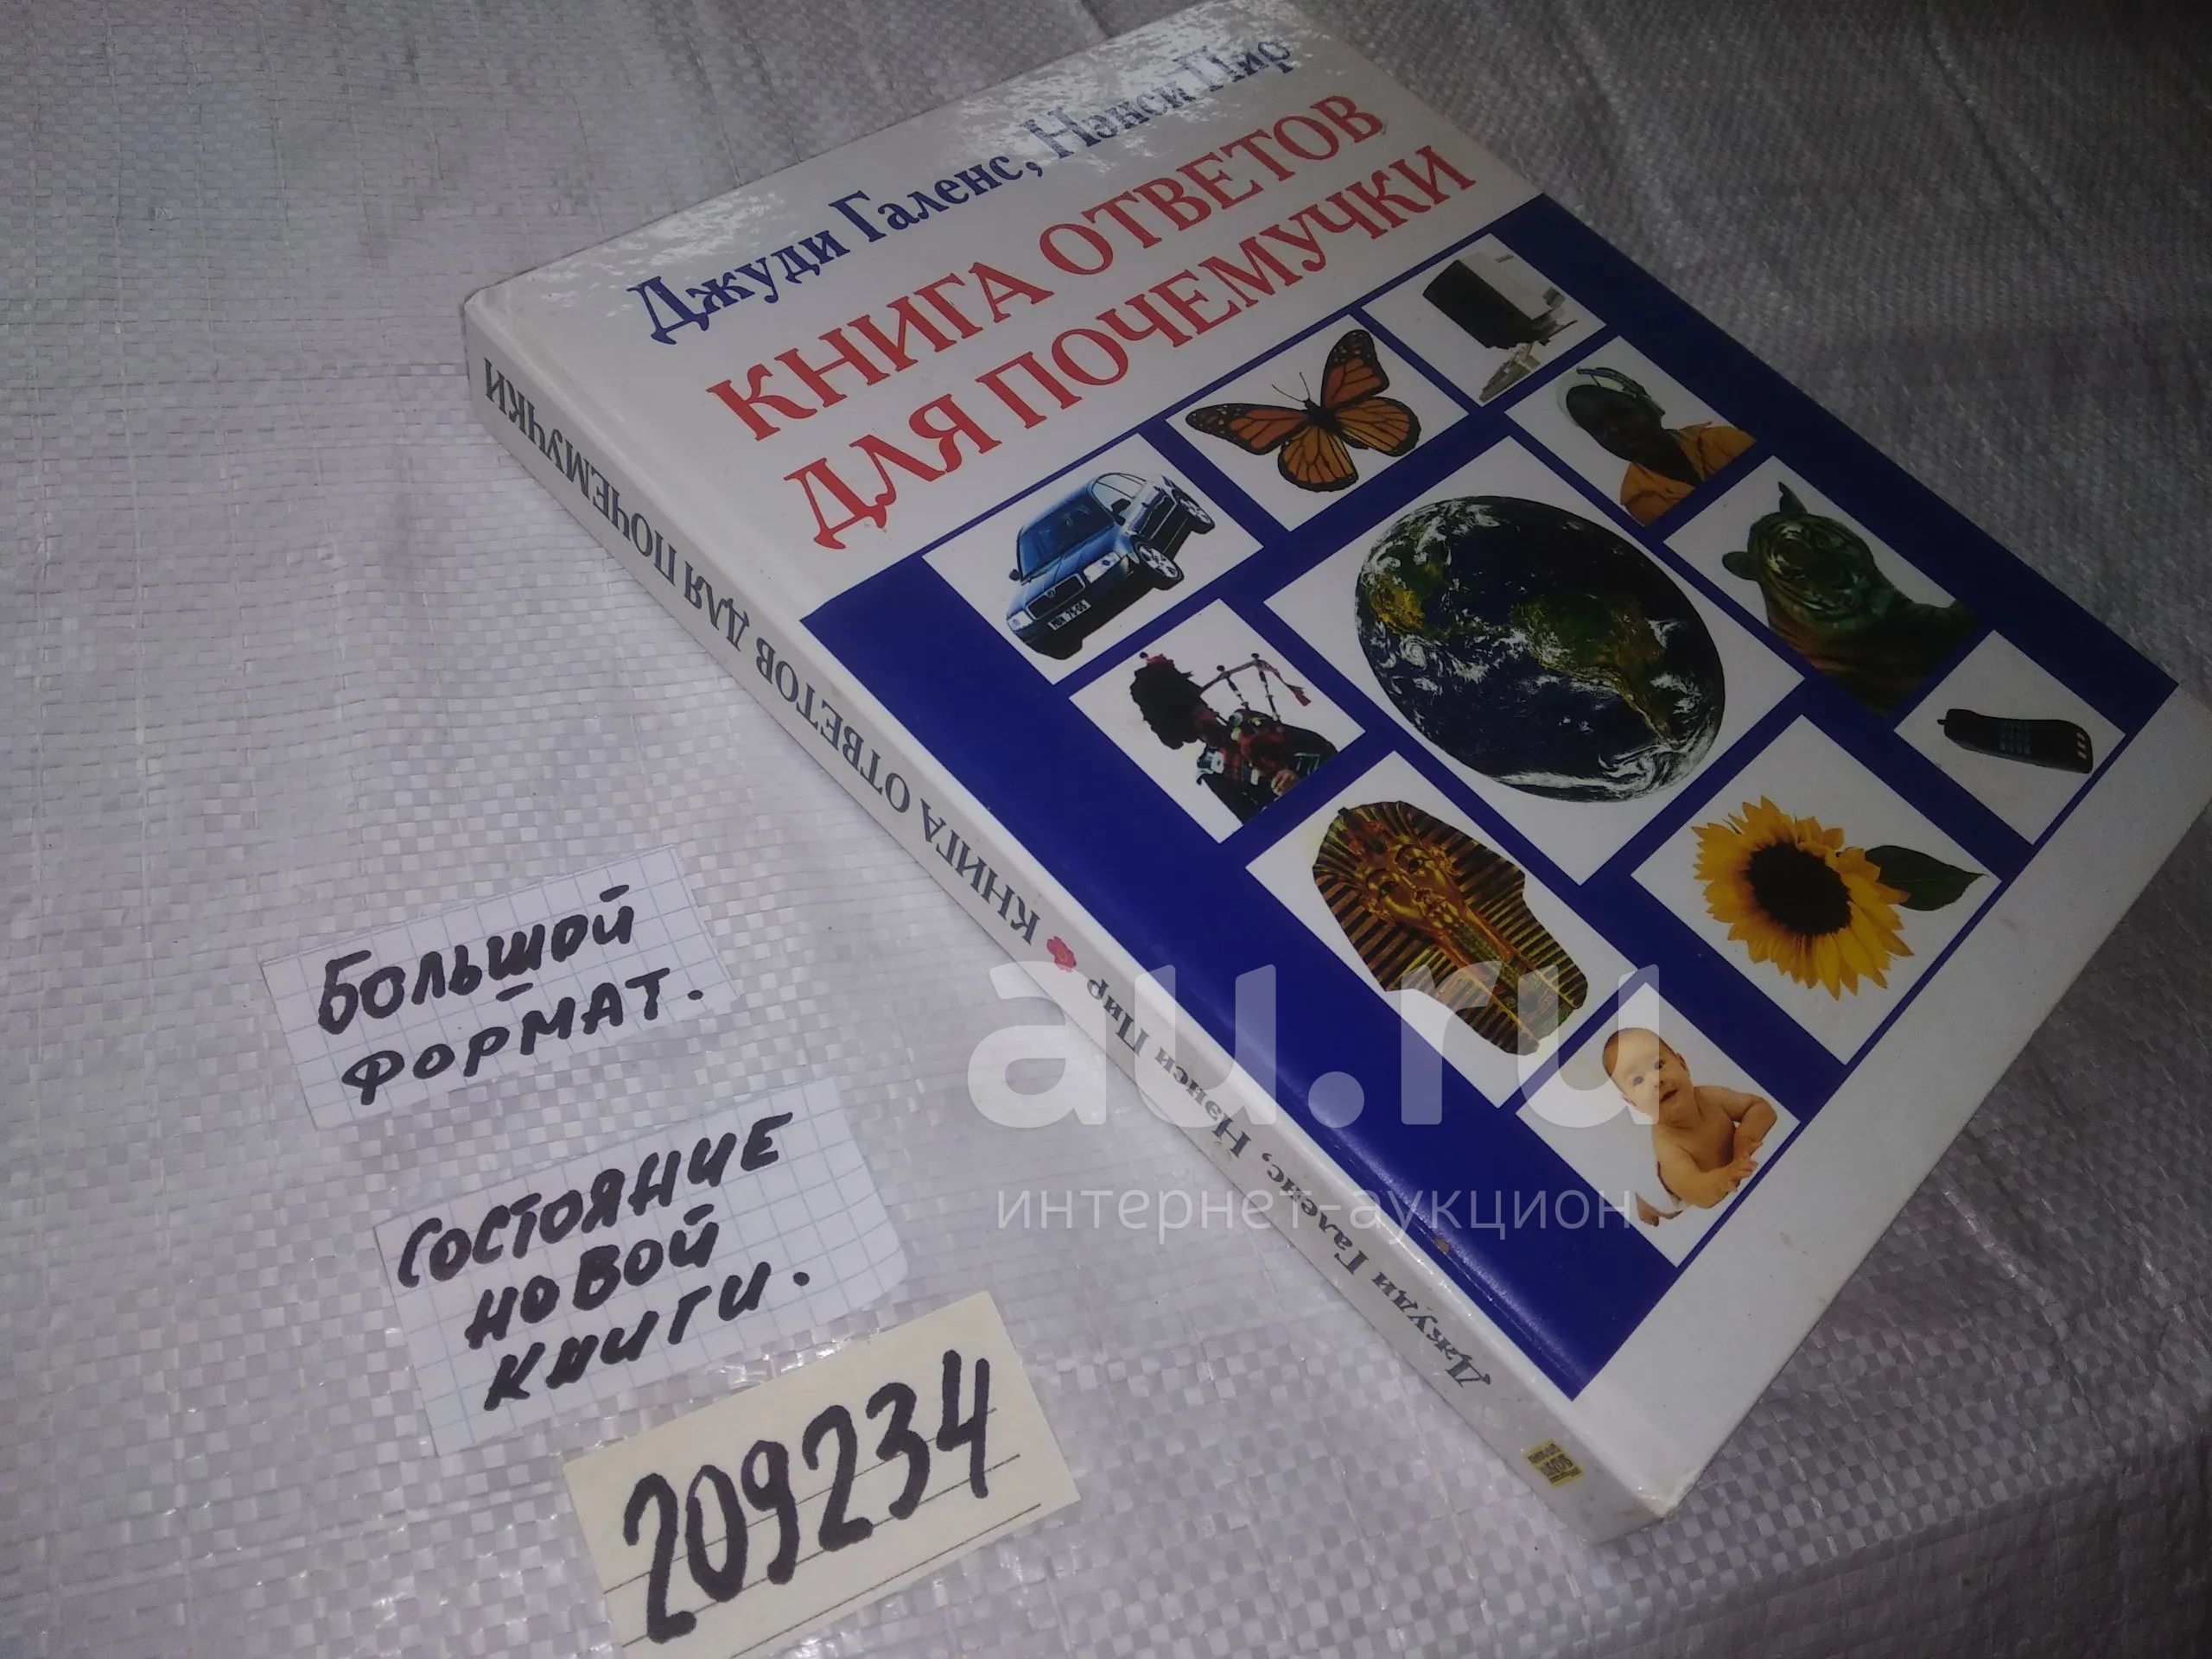 Джуди Галенс, Нэнси Пир
КНИГА ОТВЕТОВ
ДЛЯ ПОЧЕМУЧКИ
Джуди Галенс, Нэнси Пир КНИГА ОТВЕТОВ ДЛЯ ПОЧЕМУЧКИ
БОЛЬШОЙ
ФОРМАТ.
СОСТОЯНИЕ
НОВОЙ
КНИГИ.
209234
au.ru
интернет-аукцион